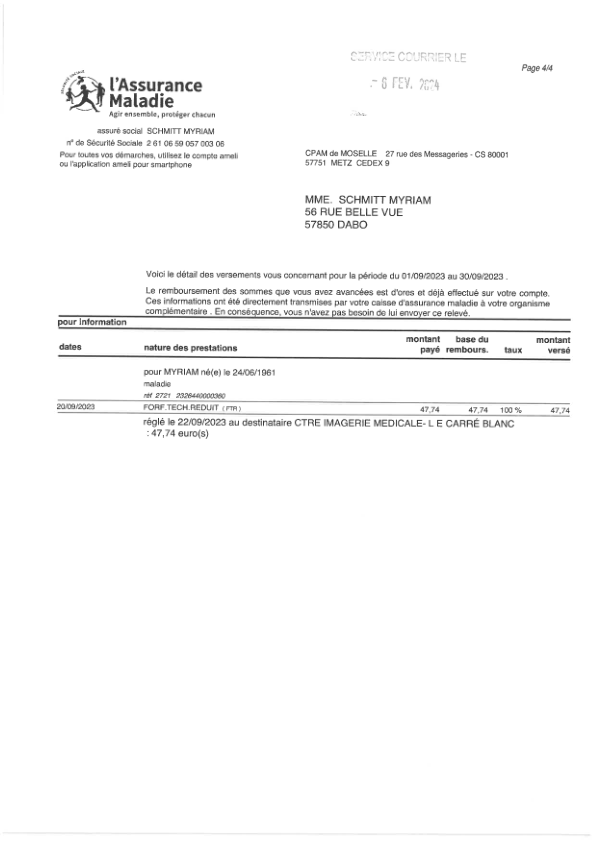 SERVICE COURRIER LE
Page 4/4
- 6 FEV. 2024
l'Assurance
Maladie
Agir ensemble, protéger chacun
assuré social SCHMITT MYRIAM
n° de Sécurité Sociale 2 61 06 59 057 003 06
Pour toutes vos démarches, utilisez le compte ameli
ou l'application ameli pour smartphone
CPAM de MOSELLE 27 rue des Messageries - CS 80001
57751 METZ CEDEX 9
MME. SCHMITT MYRIAM
56 RUE BELLE VUE
57850 DABO
Voici le détail des versements vous concernant pour la période du 01/09/2023 au 30/09/2023 .
Le remboursement des sommes que vous avez avancées est d'ores et déjà effectué sur votre compte.
Ces informations ont été directement transmises par votre caisse d'assurance maladie à votre organisme
complémentaire . En conséquence, vous n'avez pas besoin de lui envoyer ce relevé.
pour information
dates nature des prestations montant payé base du rembours. taux montant versé
pour MYRIAM né(e) le 24/06/1961
maladie
réf 2721 2326440000360
20/09/2023 FORF.TECH.REDUIT (FTR) 47,74 47,74 100 % 47,74
réglé le 22/09/2023 au destinataire CTRE IMAGERIE MEDICALE- L E CARRÉ BLANC
: 47,74 euro(s)